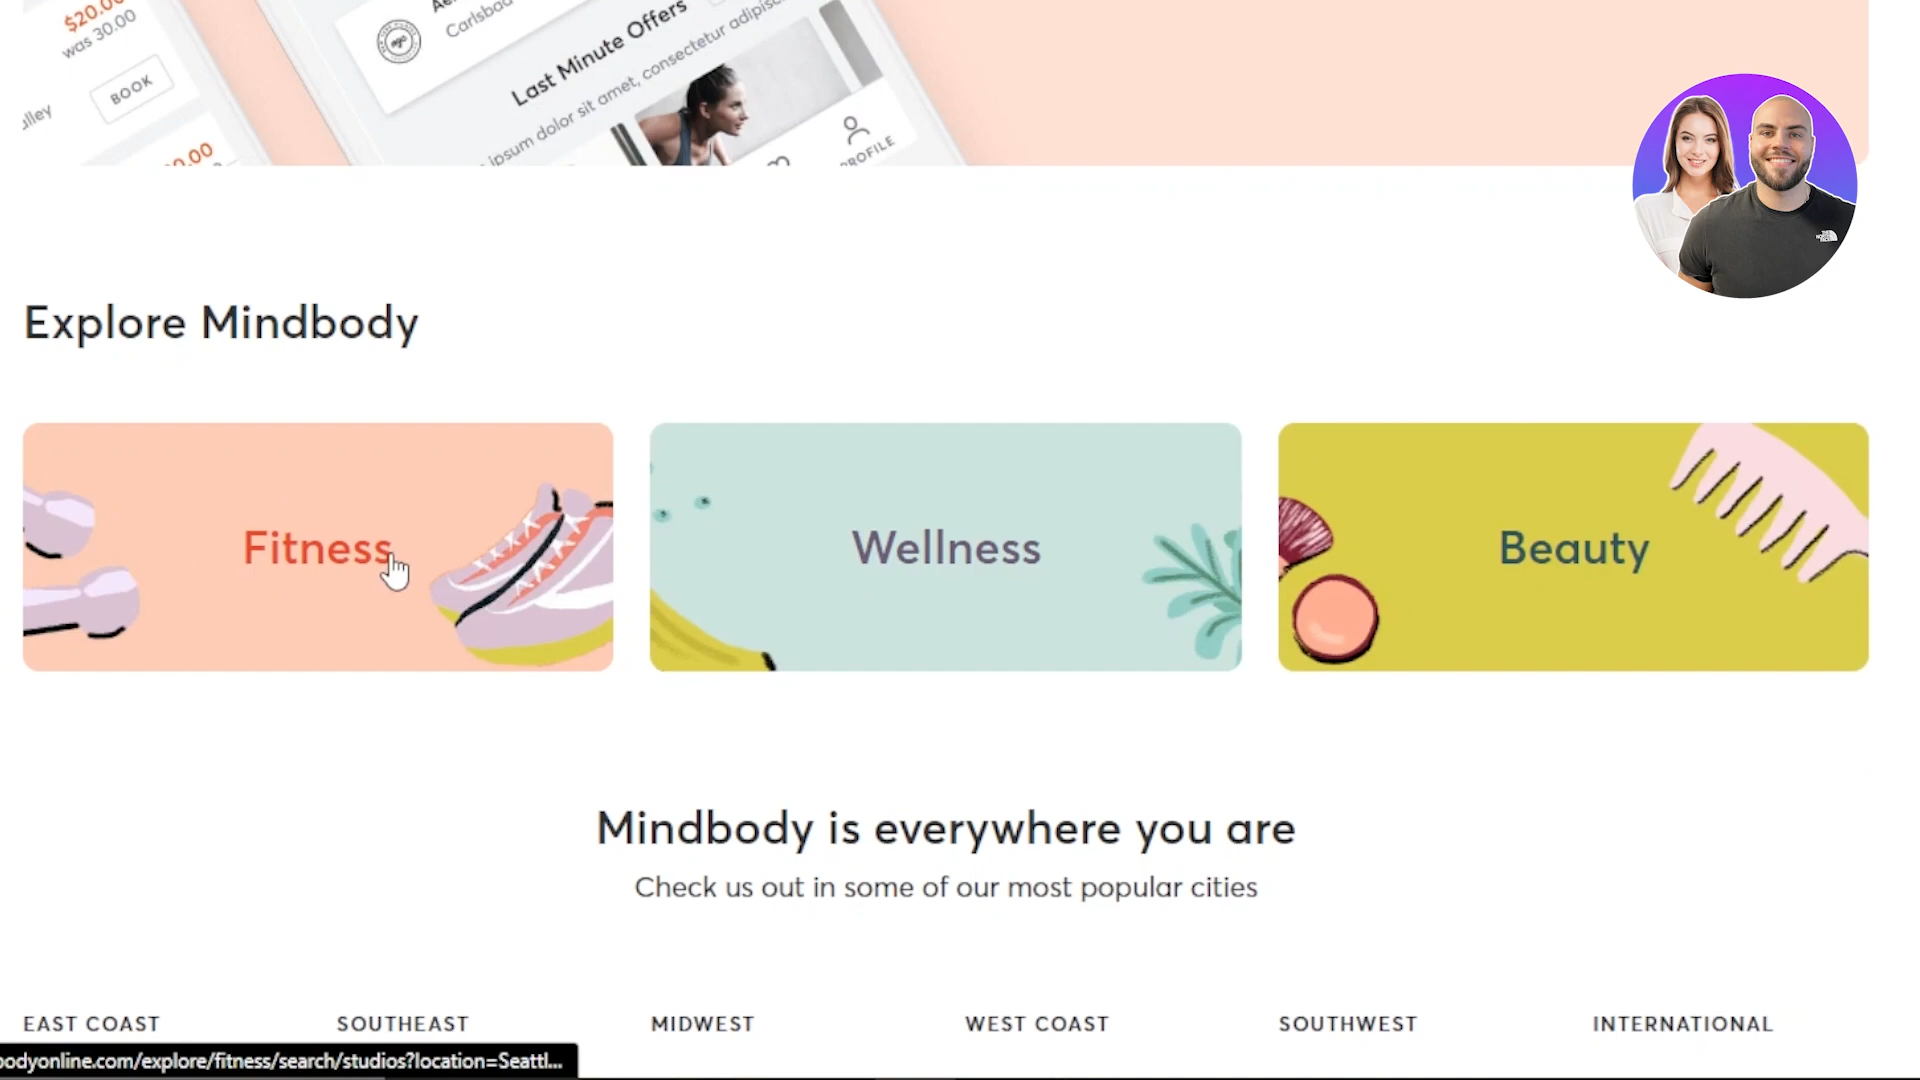 $20.00
was 30.00
BOOK
Carlsbad
Last Minute Offers
ipsum dolor sit amet, consectetur
PROFILE
Explore Mindbody
Fitness
Wellness
Beauty
Mindbody is everywhere you are
Check us out in some of our most popular cities
EAST COAST
SOUTHEAST
MIDWEST
WEST COAST
SOUTHWEST
INTERNATIONAL
bodyonline.com/explore/fitness/search/studios?location=Seattl...